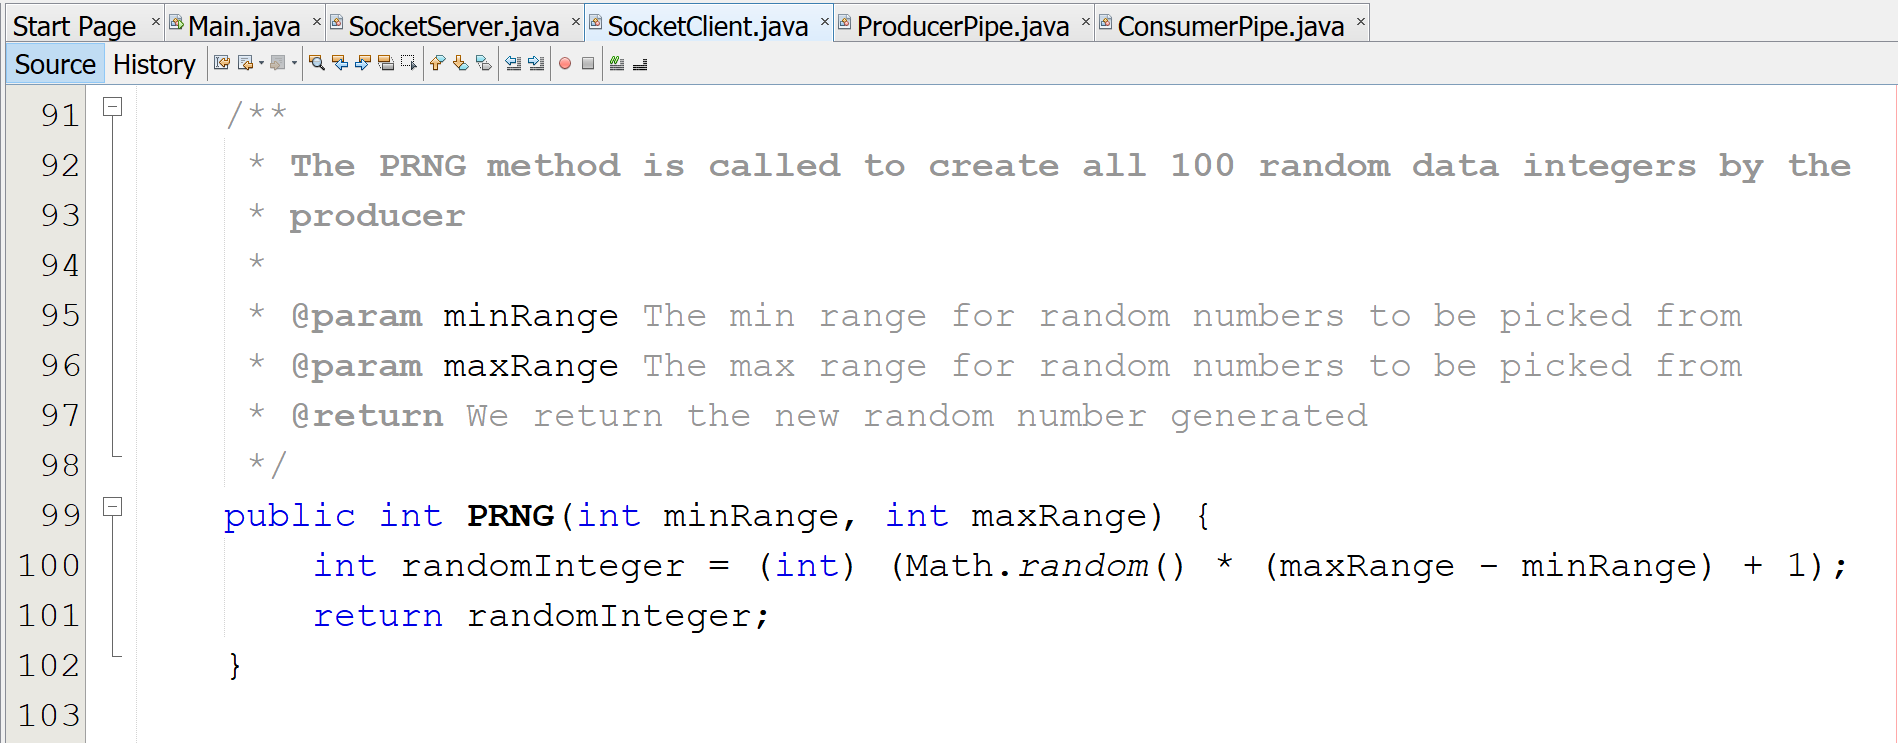 Start Page × Main.java × SocketServer.java × SocketClient.java × ProducerPipe.java × ConsumerPipe.java ×
Source History
91 /**
92 * The PRNG method is called to create all 100 random data integers by the
93 * producer
94 *
95 * @param minRange The min range for random numbers to be picked from
96 * @param maxRange The max range for random numbers to be picked from
97 * @return We return the new random number generated
98 */
99 public int PRNG(int minRange, int maxRange) {
100 int randomInteger = (int) (Math.random() * (maxRange - minRange) + 1);
101 return randomInteger;
102 }
103